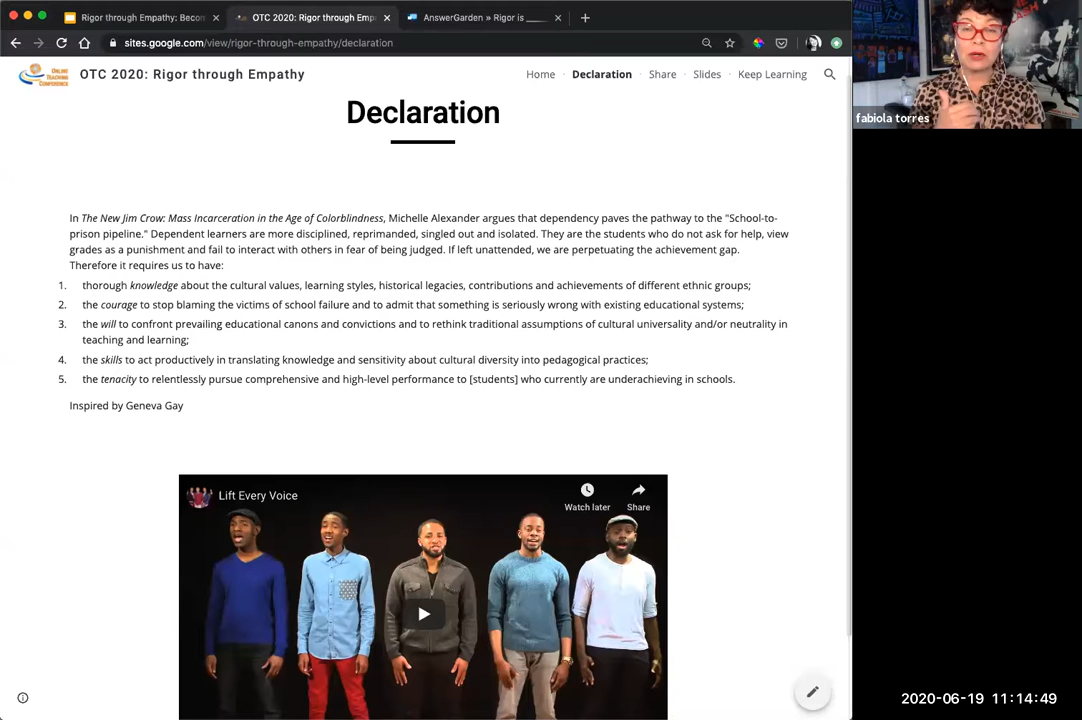 Rigor through Empathy: Becom
OTC 2020: Rigor through Emp
AnswerGarden » Rigor is ____
sites.google.com/view/rigor-through-empathy/declaration
ONLINE TEACHING CONFERENCE
OTC 2020: Rigor through Empathy
Home
Declaration
Share
Slides
Keep Learning
fabiola torres
Declaration
In The New Jim Crow: Mass Incarceration in the Age of Colorblindness, Michelle Alexander argues that dependency paves the pathway to the "School-to-
prison pipeline." Dependent learners are more disciplined, reprimanded, singled out and isolated. They are the students who do not ask for help, view
grades as a punishment and fail to interact with others in fear of being judged. If left unattended, we are perpetuating the achievement gap.
Therefore it requires us to have:
1. thorough knowledge about the cultural values, learning styles, historical legacies, contributions and achievements of different ethnic groups;
2. the courage to stop blaming the victims of school failure and to admit that something is seriously wrong with existing educational systems;
3. the will to confront prevailing educational canons and convictions and to rethink traditional assumptions of cultural universality and/or neutrality in
teaching and learning;
4. the skills to act productively in translating knowledge and sensitivity about cultural diversity into pedagogical practices;
5. the tenacity to relentlessly pursue comprehensive and high-level performance to [students] who currently are underachieving in schools.
Inspired by Geneva Gay
Lift Every Voice
Watch later
Share
2020-06-19 11:14:49